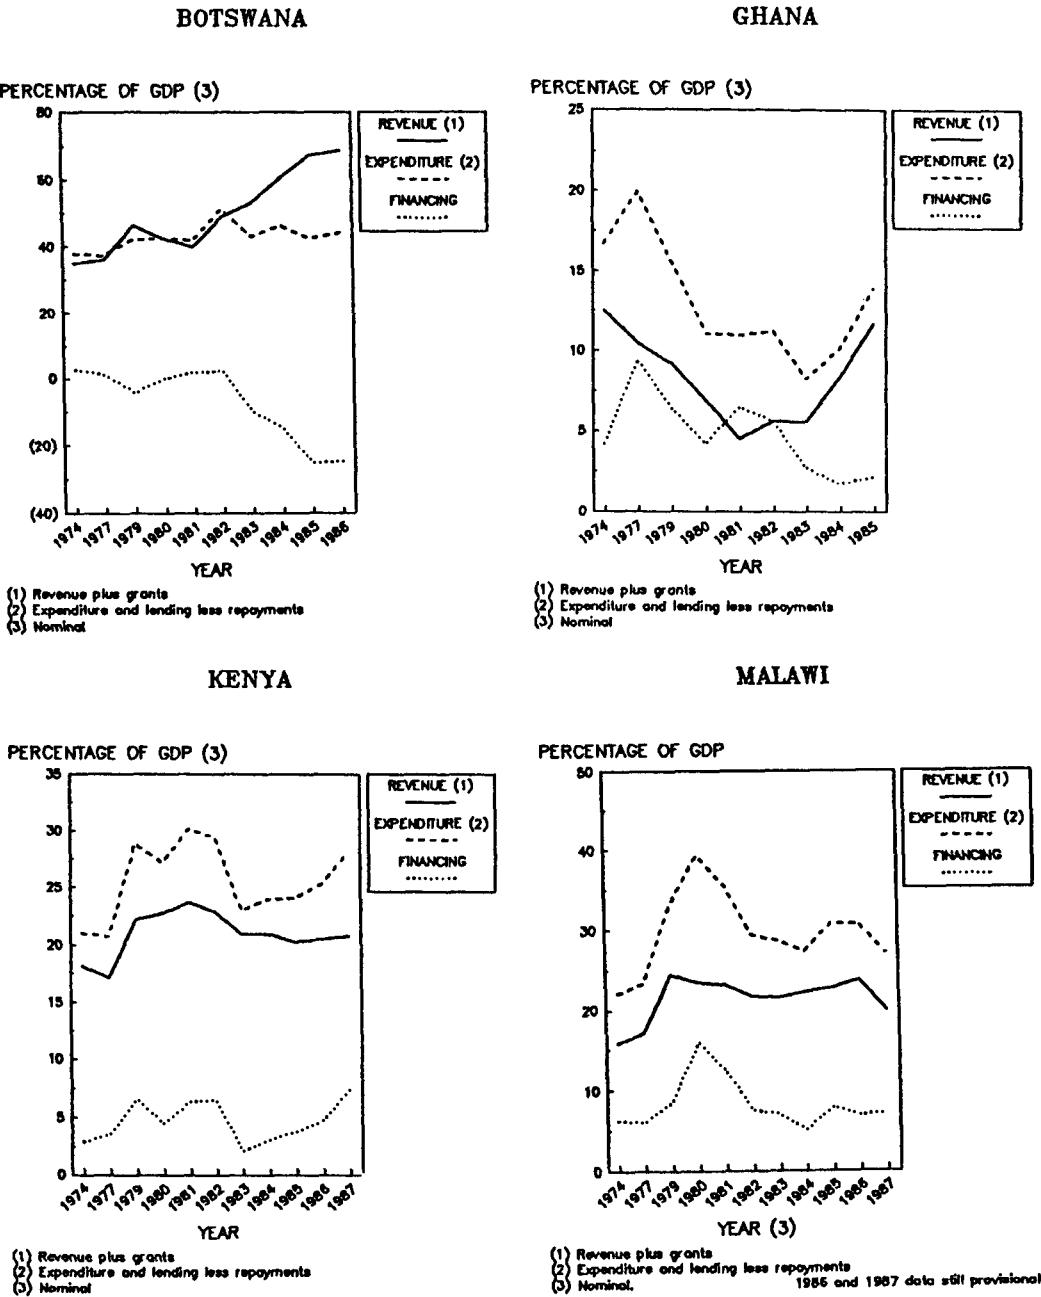 BOTSWANA
PERCENTAGE OF GDP (3)
80
60
40
20
0
(20)
(40)
REVENUE (1)
EXPENDITURE (2)
FINANCING
1974 1977 1979 1980 1981 1982 1983 1984 1985 1986
YEAR
(1) Revenue plus grants
(2) Expenditure and lending less repayments
(3) Nominal
GHANA
PERCENTAGE OF GDP (3)
25
20
15
10
5
0
REVENUE (1)
EXPENDITURE (2)
FINANCING
1974 1977 1979 1980 1981 1982 1983 1984 1985
YEAR
(1) Revenue plus grants
(2) Expenditure and lending less repayments
(3) Nominal
KENYA
PERCENTAGE OF GDP (3)
35
30
25
20
15
10
5
0
REVENUE (1)
EXPENDITURE (2)
FINANCING
1974 1977 1979 1980 1981 1982 1983 1984 1985 1986 1987
YEAR
(1) Revenue plus grants
(2) Expenditure and lending less repayments
(3) Nominal
MALAWI
PERCENTAGE OF GDP
50
40
30
20
10
0
REVENUE (1)
EXPENDITURE (2)
FINANCING
1974 1977 1979 1980 1981 1982 1983 1984 1985 1986 1987
YEAR (3)
(1) Revenue plus grants
(2) Expenditure and lending less repayments
(3) Nominal.
1986 and 1987 data still provisional